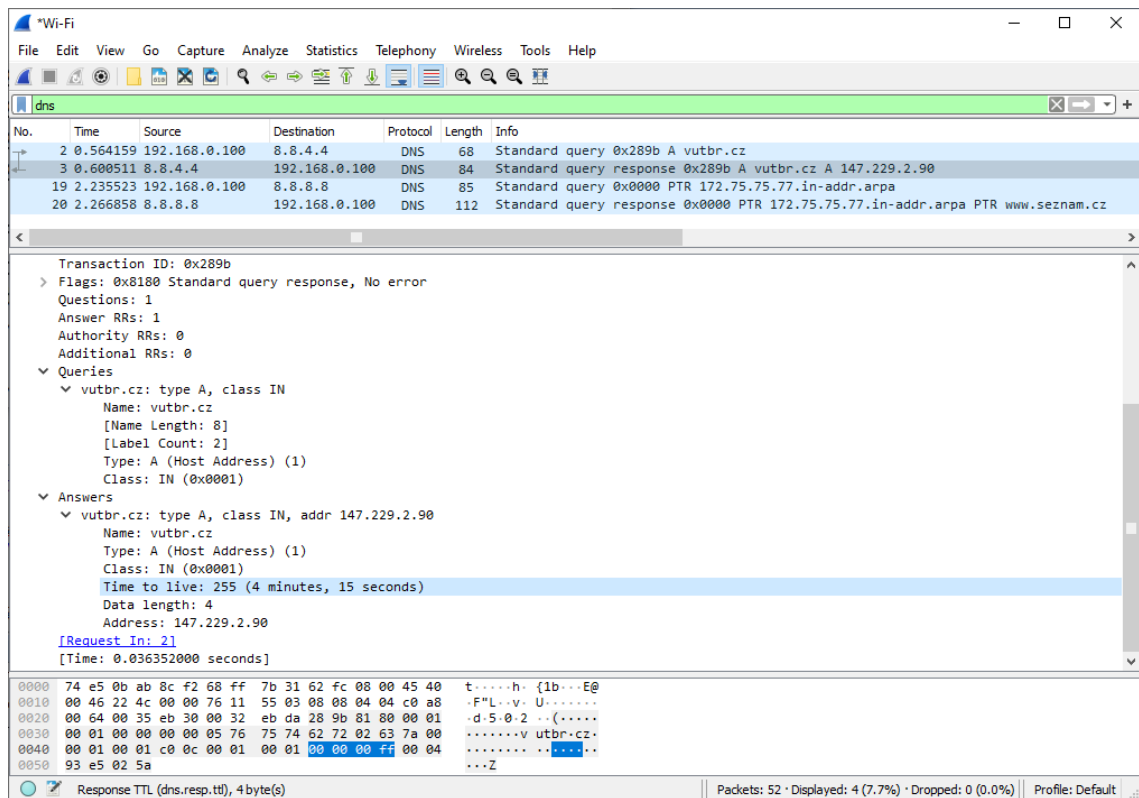 *Wi-Fi
File Edit View Go Capture Analyze Statistics Telephony Wireless Tools Help
dns
No. Time Source Destination Protocol Length Info
2 0.564159 192.168.0.100 8.8.4.4 DNS 68 Standard query 0x289b A vutbr.cz
3 0.600511 8.8.4.4 192.168.0.100 DNS 84 Standard query response 0x289b A vutbr.cz A 147.229.2.90
19 2.235523 192.168.0.100 8.8.8.8 DNS 85 Standard query 0x0000 PTR 172.75.75.77.in-addr.arpa
20 2.266858 8.8.8.8 192.168.0.100 DNS 112 Standard query response 0x0000 PTR 172.75.75.77.in-addr.arpa PTR www.seznam.cz
Transaction ID: 0x289b
Flags: 0x8180 Standard query response, No error
Questions: 1
Answer RRs: 1
Authority RRs: 0
Additional RRs: 0
Queries
vutbr.cz: type A, class IN
Name: vutbr.cz
[Name Length: 8]
[Label Count: 2]
Type: A (Host Address) (1)
Class: IN (0x0001)
Answers
vutbr.cz: type A, class IN, addr 147.229.2.90
Name: vutbr.cz
Type: A (Host Address) (1)
Class: IN (0x0001)
Time to live: 255 (4 minutes, 15 seconds)
Data length: 4
Address: 147.229.2.90
[Request In: 2]
[Time: 0.036352000 seconds]
0000 74 e5 0b ab 8c f2 68 ff 7b 31 62 fc 08 00 45 40 t·····h· {1b···E@
0010 00 46 22 4c 00 00 76 11 55 03 08 08 04 04 c0 a8 ·F"L··v· U·······
0020 00 64 00 35 eb 30 00 32 eb da 28 9b 81 80 00 01 ·d·5·0·2 ··(·····
0030 00 01 00 00 00 00 05 76 75 74 62 72 02 63 7a 00 ·······v utbr·cz·
0040 00 01 00 01 c0 0c 00 01 00 01 00 00 00 ff 00 04 ········ ········
0050 93 e5 02 5a ···Z
Response TTL (dns.resp.ttl), 4 byte(s) Packets: 52 · Displayed: 4 (7.7%) · Dropped: 0 (0.0%) Profile: Default